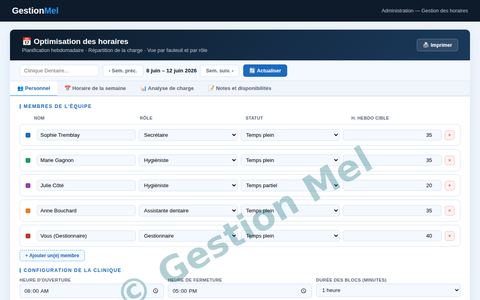 GestionMel
Administration — Gestion des horaires
📅 Optimisation des horaires
Planification hebdomadaire · Répartition de la charge · Vue par fauteuil et par rôle
🖨 Imprimer
Clinique Dentaire...
‹ Sem. préc.
8 juin – 12 juin 2026
Sem. suiv. ›
🔄 Actualiser
👥 Personnel
📅 Horaire de la semaine
📊 Analyse de charge
📝 Notes et disponibilités
MEMBRES DE L'ÉQUIPE
NOM RÔLE STATUT H. HEBDO CIBLE
Sophie Tremblay Secrétaire Temps plein 35 ×
Marie Gagnon Hygiéniste Temps plein 35 ×
Julie Côté Hygiéniste Temps partiel 20 ×
Anne Bouchard Assistante dentaire Temps plein 35 ×
Vous (Gestionnaire) Gestionnaire Temps plein 40 ×
+ Ajouter un(e) membre
CONFIGURATION DE LA CLINIQUE
HEURE D'OUVERTURE HEURE DE FERMETURE DURÉE DES BLOCS (MINUTES)
08:00 AM 05:00 PM 1 heure
© Gestion Mel